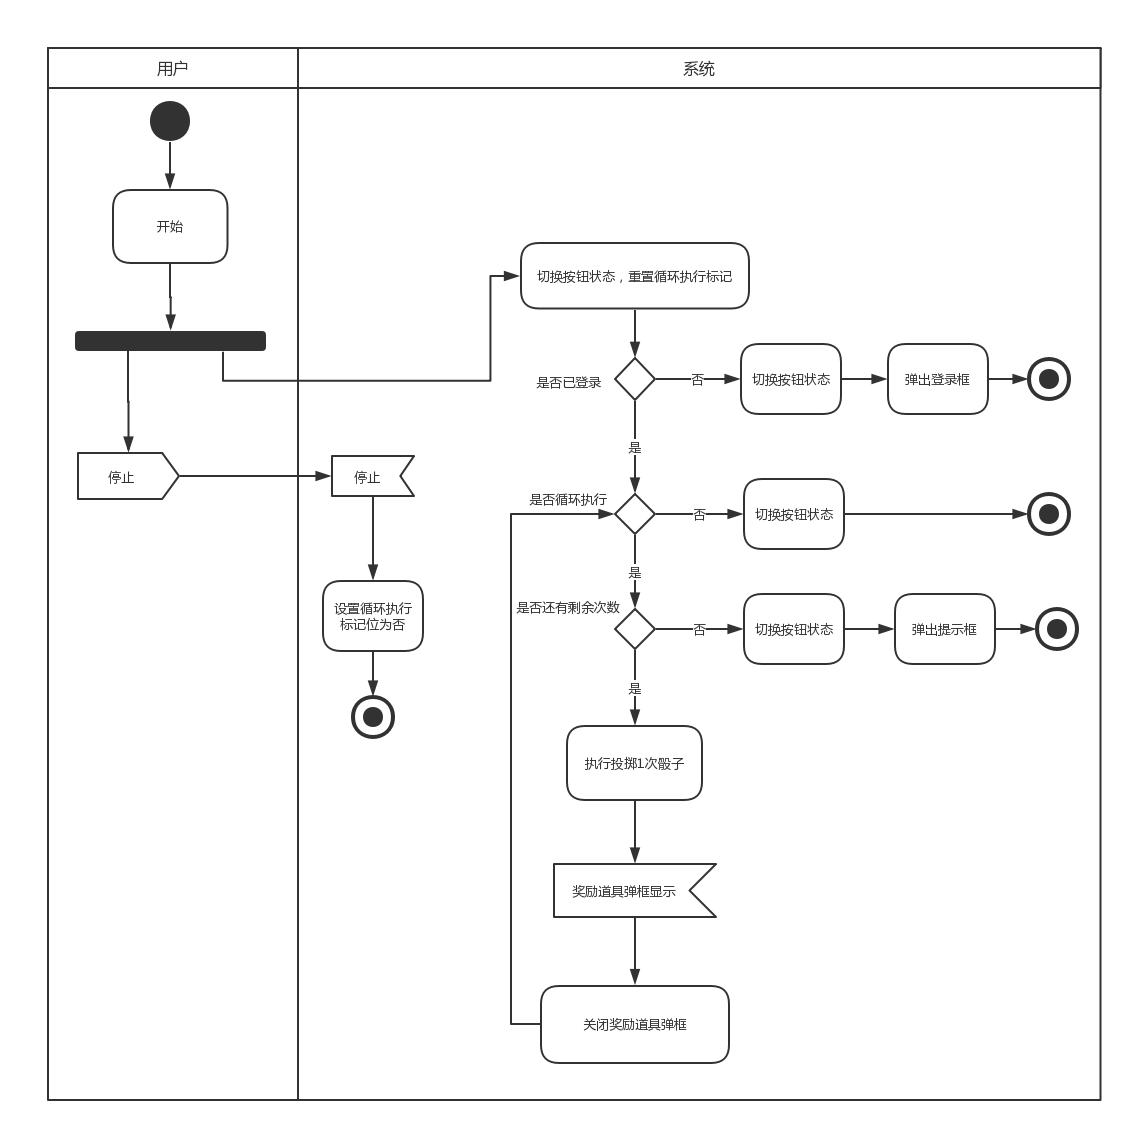 用户
系统
开始
切换按钮状态，重置循环执行标记
是否已登录
否
切换按钮状态
弹出登录框
是
停止
停止
是否循环执行
否
切换按钮状态
是
设置循环执行
标记位为否
是否还有剩余次数
否
切换按钮状态
弹出提示框
是
执行投掷1次骰子
奖励道具弹框显示
关闭奖励道具弹框